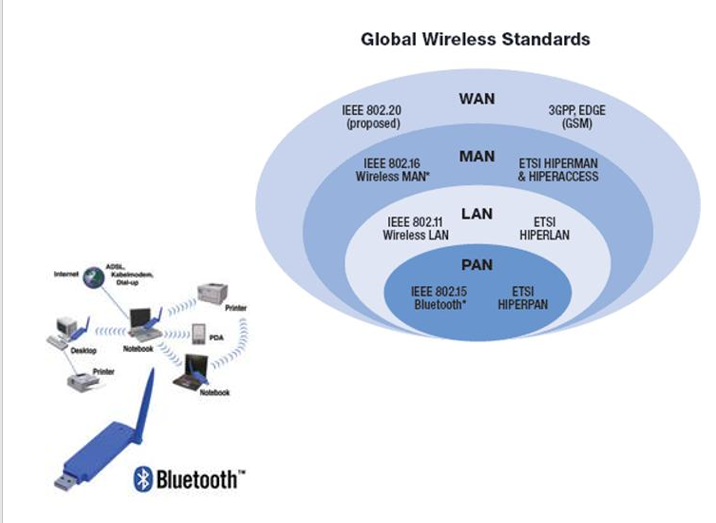 Global Wireless Standards
WAN
IEEE 802.20
(proposed)
3GPP, EDGE
(GSM)
MAN
IEEE 802.16
Wireless MAN*
ETSI HIPERMAN
& HIPERACCESS
LAN
IEEE 802.11
Wireless LAN
ETSI
HIPERLAN
PAN
IEEE 802.15
Bluetooth*
ETSI
HIPERPAN
Internet
ADSL,
Kabelmodem,
Dial-up
Printer
Desktop
Notebook
PDA
Printer
Notebook
Bluetooth™